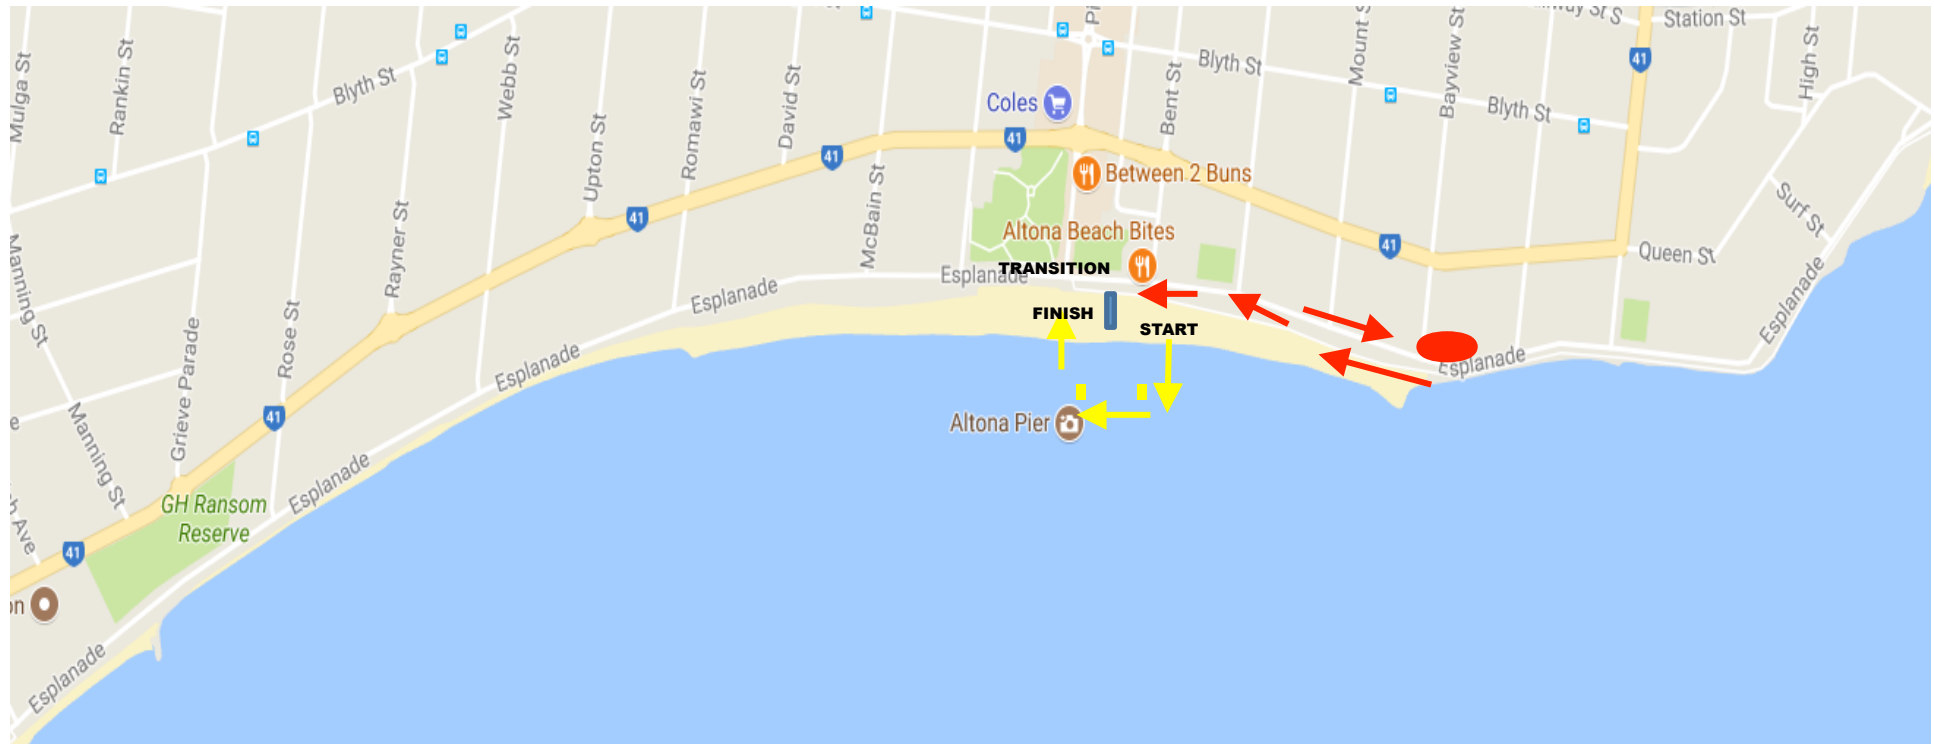 Mulga St
Rankin St
Blyth St
Webb St
Upton St
Romawi St
David St
McBain St
Coles
Bent St
Blyth St
Bayview St
Blyth St
Station St
High St
41
41
41
41
41
41
41
Between 2 Buns
Altona Beach Bites
Surf St
Queen St
Manning St
Rayner St
Rose St
Grieve Parade
Manning St
Esplanade
TRANSITION
Esplanade
FINISH
START
Esplanade
Esplanade
Esplanade
Altona Pier
GH Ransom
Reserve
Esplanade
Ave
Esplanade